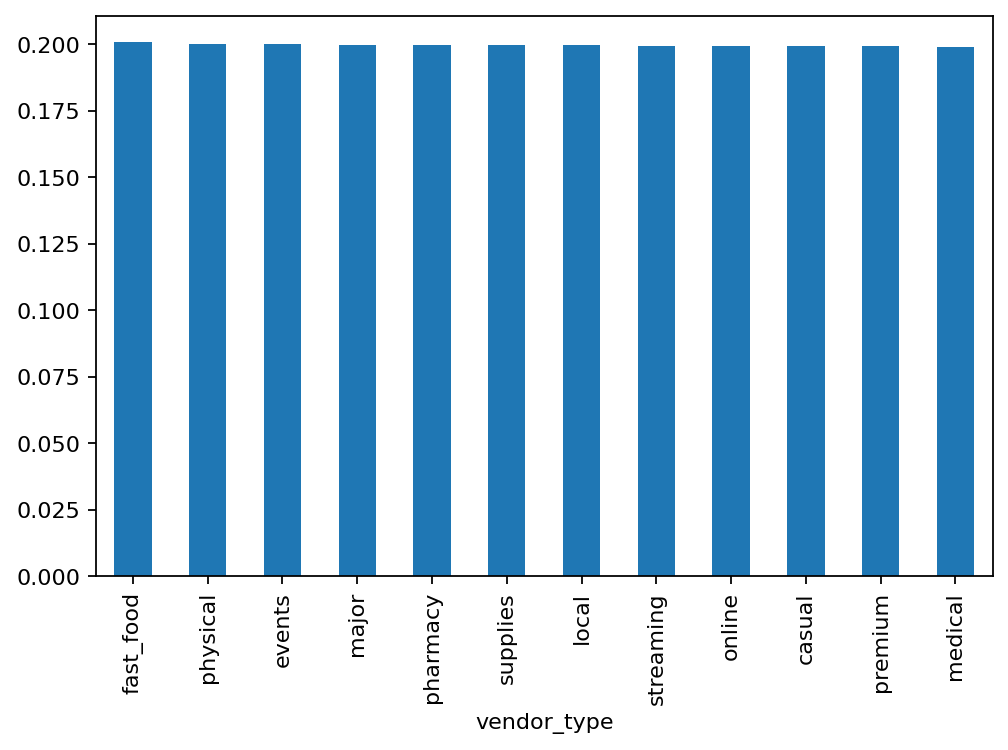 0.200
0.175
0.150
0.125
0.100
0.075
0.050
0.025
0.000
fast_food
physical
events
major
pharmacy
supplies
local
streaming
online
casual
premium
medical
vendor_type